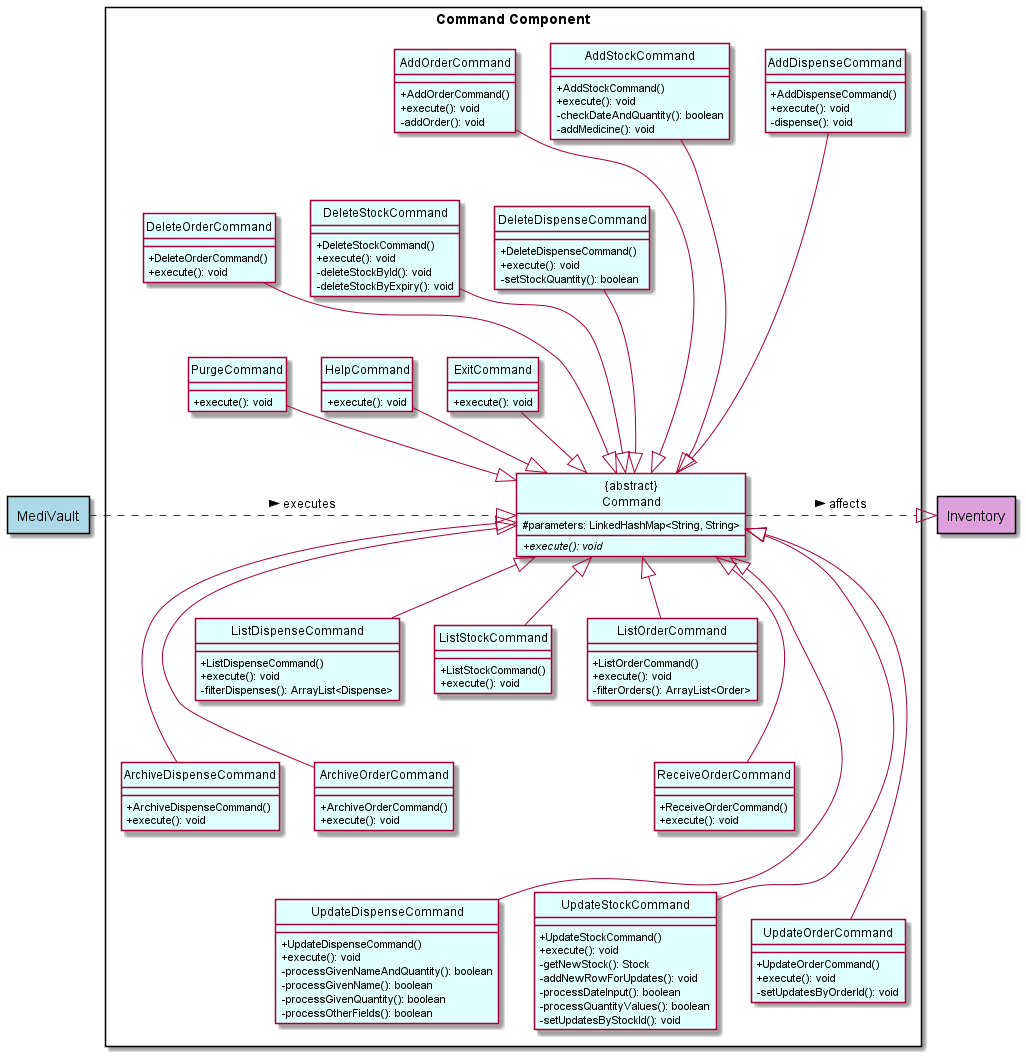 Command Component
AddOrderCommand
+AddOrderCommand()
+execute(): void
-addOrder(): void
AddStockCommand
+AddStockCommand()
+execute(): void
-checkDateAndQuantity(): boolean
-addMedicine(): void
AddDispenseCommand
+AddDispenseCommand()
+execute(): void
-dispense(): void
DeleteOrderCommand
+DeleteOrderCommand()
+execute(): void
DeleteStockCommand
+DeleteStockCommand()
+execute(): void
-deleteStockById(): void
-deleteStockByExpiry(): void
DeleteDispenseCommand
+DeleteDispenseCommand()
+execute(): void
-setStockQuantity(): boolean
PurgeCommand
+execute(): void
HelpCommand
+execute(): void
ExitCommand
+execute(): void
MediVault
► executes
{abstract}
Command
#parameters: LinkedHashMap<String, String>
+execute(): void
► affects
Inventory
ListDispenseCommand
+ListDispenseCommand()
+execute(): void
-filterDispenses(): ArrayList<Dispense>
ListStockCommand
+ListStockCommand()
+execute(): void
ListOrderCommand
+ListOrderCommand()
+execute(): void
-filterOrders(): ArrayList<Order>
ArchiveDispenseCommand
+ArchiveDispenseCommand()
+execute(): void
ArchiveOrderCommand
+ArchiveOrderCommand()
+execute(): void
ReceiveOrderCommand
+ReceiveOrderCommand()
+execute(): void
UpdateDispenseCommand
+UpdateDispenseCommand()
+execute(): void
-processGivenNameAndQuantity(): boolean
-processGivenName(): boolean
-processGivenQuantity(): boolean
-processOtherFields(): boolean
UpdateStockCommand
+UpdateStockCommand()
+execute(): void
-getNewStock(): Stock
-addNewRowForUpdates(): void
-processDateInput(): boolean
-processQuantityValues(): boolean
-setUpdatesByStockId(): void
UpdateOrderCommand
+UpdateOrderCommand()
+execute(): void
-setUpdatesByOrderId(): void